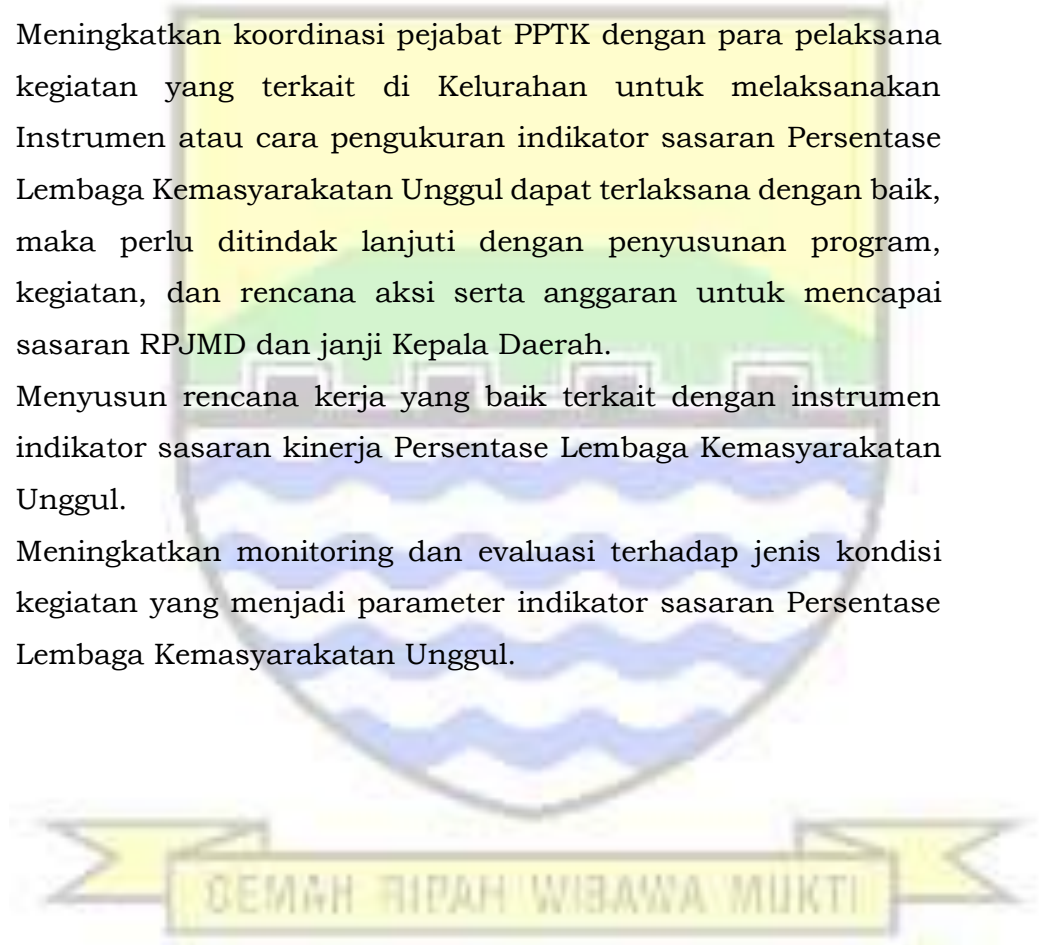 Meningkatkan koordinasi pejabat PPTK dengan para pelaksana
kegiatan yang terkait di Kelurahan untuk melaksanakan
Instrumen atau cara pengukuran indikator sasaran Persentase
Lembaga Kemasyarakatan Unggul dapat terlaksana dengan baik,
maka perlu ditindak lanjuti dengan penyusunan program,
kegiatan, dan rencana aksi serta anggaran untuk mencapai
sasaran RPJMD dan janji Kepala Daerah.
Menyusun rencana kerja yang baik terkait dengan instrumen
indikator sasaran kinerja Persentase Lembaga Kemasyarakatan
Unggul.
Meningkatkan monitoring dan evaluasi terhadap jenis kondisi
kegiatan yang menjadi parameter indikator sasaran Persentase
Lembaga Kemasyarakatan Unggul.
GEMAH RIPAH WIBAWA MUKTI